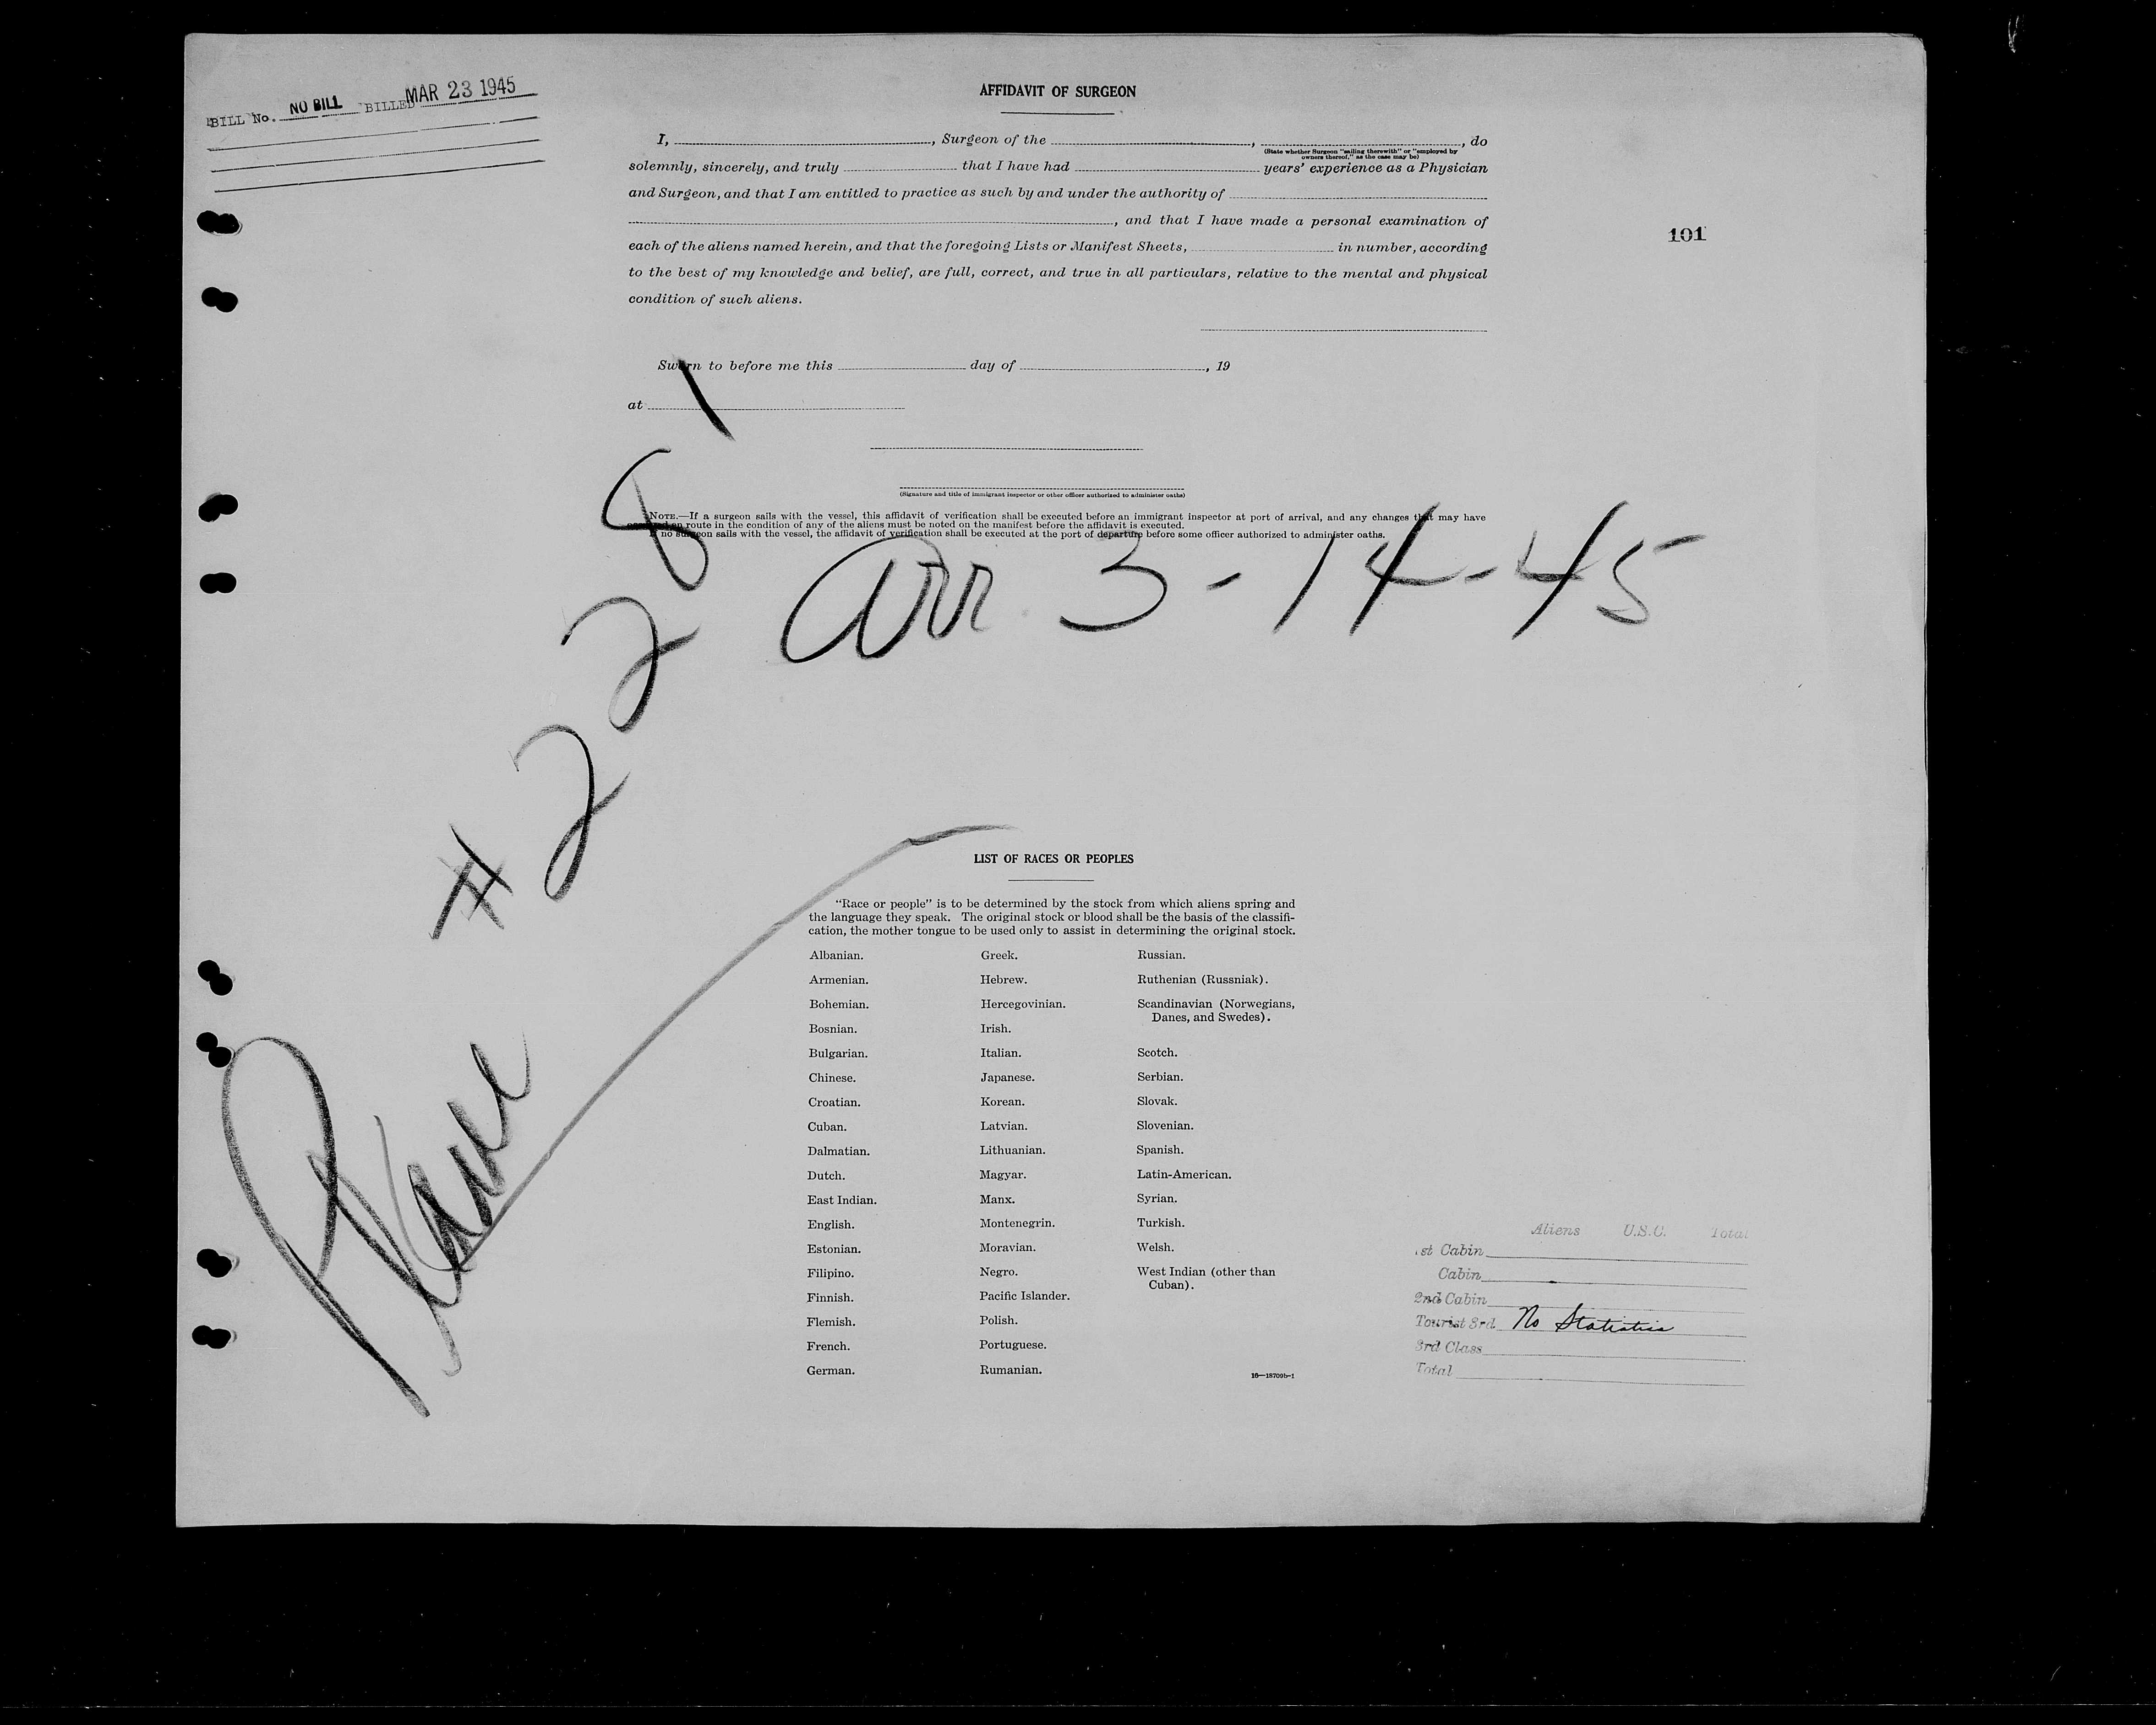 BILL No. NO BILL BILLED MAR 23 1945
AFFIDAVIT OF SURGEON
I, , Surgeon of the , , do
(State whether Surgeon "sailing therewith" or "employed by
owners thereof," as the case may be)
solemnly, sincerely, and truly that I have had years' experience as a Physician
and Surgeon, and that I am entitled to practice as such by and under the authority of
, and that I have made a personal examination of
101
each of the aliens named herein, and that the foregoing Lists or Manifest Sheets, in number, according
to the best of my knowledge and belief, are full, correct, and true in all particulars, relative to the mental and physical
condition of such aliens.
Sworn to before me this day of , 19
at
(Signature and title of immigrant inspector or other officer authorized to administer oaths)
NOTE.—If a surgeon sails with the vessel, this affidavit of verification shall be executed before an immigrant inspector at port of arrival, and any changes that may have
route in the condition of any of the aliens must be noted on the manifest before the affidavit is executed.
If no surgeon sails with the vessel, the affidavit of verification shall be executed at the port of departure before some officer authorized to administer oaths.
Arr 3-14-45
Plane # 2281
LIST OF RACES OR PEOPLES
"Race or people" is to be determined by the stock from which aliens spring and
the language they speak. The original stock or blood shall be the basis of the classifi-
cation, the mother tongue to be used only to assist in determining the original stock.
Albanian.
Armenian.
Bohemian.
Bosnian.
Bulgarian.
Chinese.
Croatian.
Cuban.
Dalmatian.
Dutch.
East Indian.
English.
Estonian.
Filipino.
Finnish.
Flemish.
French.
German.
Greek.
Hebrew.
Hercegovinian.
Irish.
Italian.
Japanese.
Korean.
Latvian.
Lithuanian.
Magyar.
Manx.
Montenegrin.
Moravian.
Negro.
Pacific Islander.
Polish.
Portuguese.
Rumanian.
Russian.
Ruthenian (Russniak).
Scandinavian (Norwegians,
Danes, and Swedes).
Scotch.
Serbian.
Slovak.
Slovenian.
Spanish.
Latin-American.
Syrian.
Turkish.
Welsh.
West Indian (other than
Cuban).
16—18709b-1
Aliens U.S.C. Total
1st Cabin
Cabin
2nd Cabin
Tourist 3rd No Statistics
3rd Class
Total